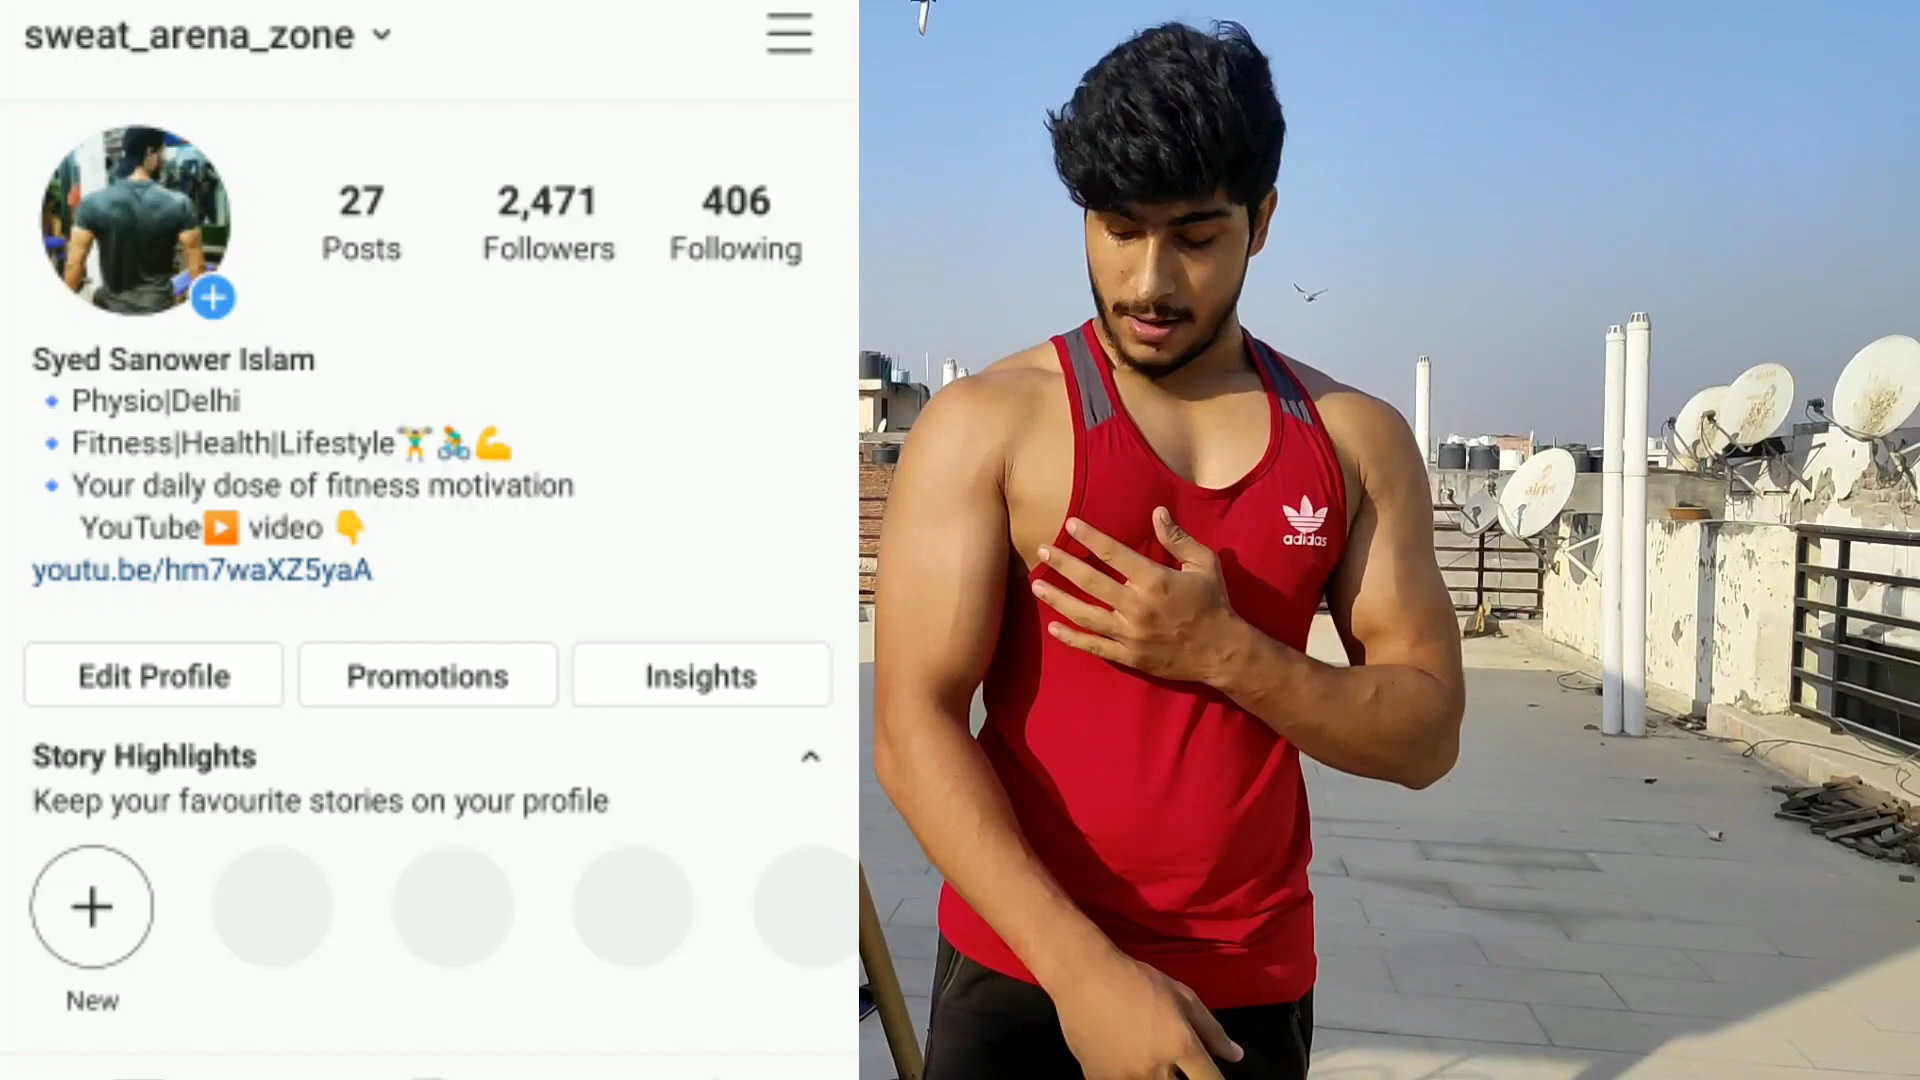 sweat_arena_zone
27
2,471
406
Posts
Followers
Following
Syed Sanower Islam
🔹 Physio|Delhi
🔹 Fitness|Health|Lifestyle🏋️🚴💪
🔹 Your daily dose of fitness motivation
YouTube▶️ video 👇
youtu.be/hm7waXZ5yaA
Edit Profile
Promotions
Insights
Story Highlights
Keep your favourite stories on your profile
New
adidas
airtel